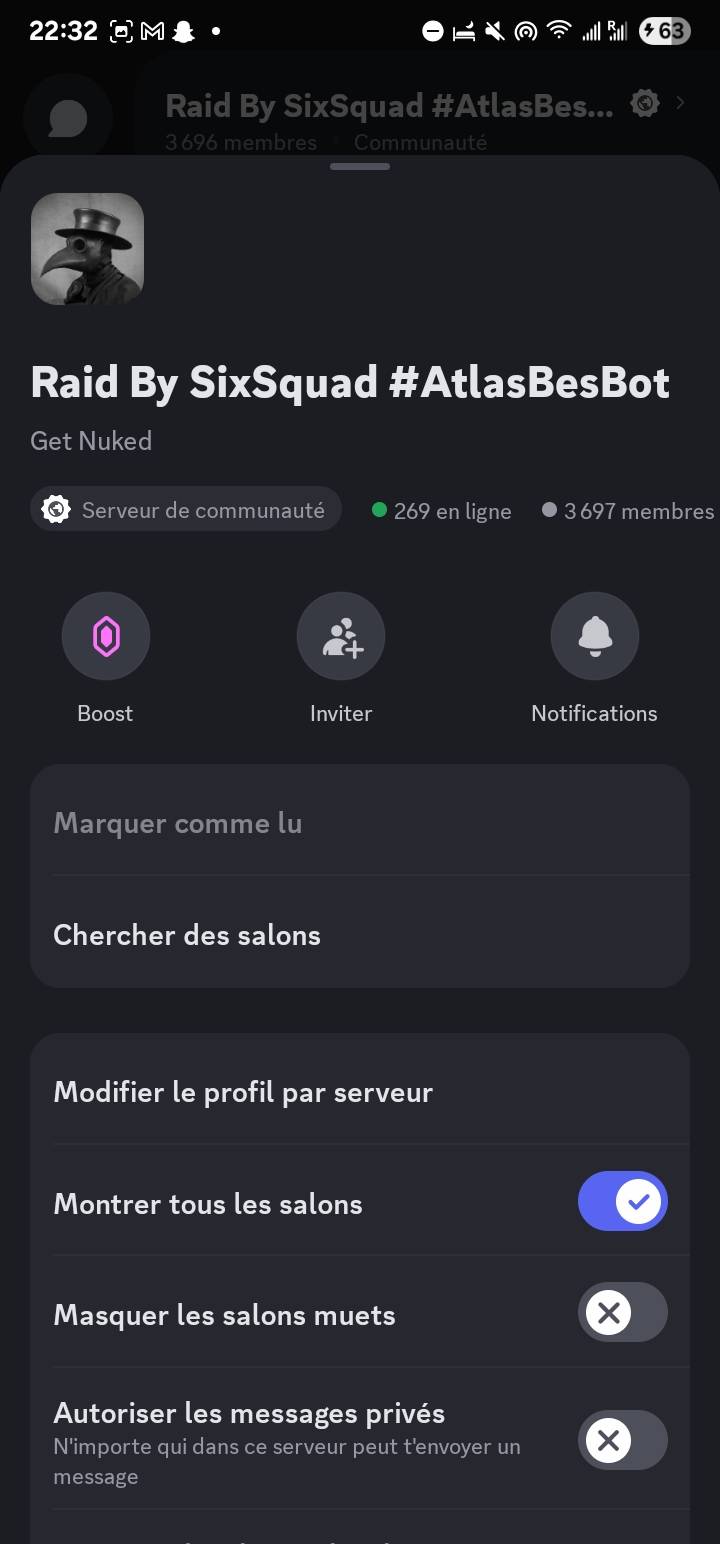 22:32
R
63
Raid By SixSquad #AtlasBes...
3 696 membres
Communauté
Raid By SixSquad #AtlasBesBot
Get Nuked
Serveur de communauté
269 en ligne
3 697 membres
Boost
Inviter
Notifications
Marquer comme lu
Chercher des salons
Modifier le profil par serveur
Montrer tous les salons
Masquer les salons muets
Autoriser les messages privés
N'importe qui dans ce serveur peut t'envoyer un
message